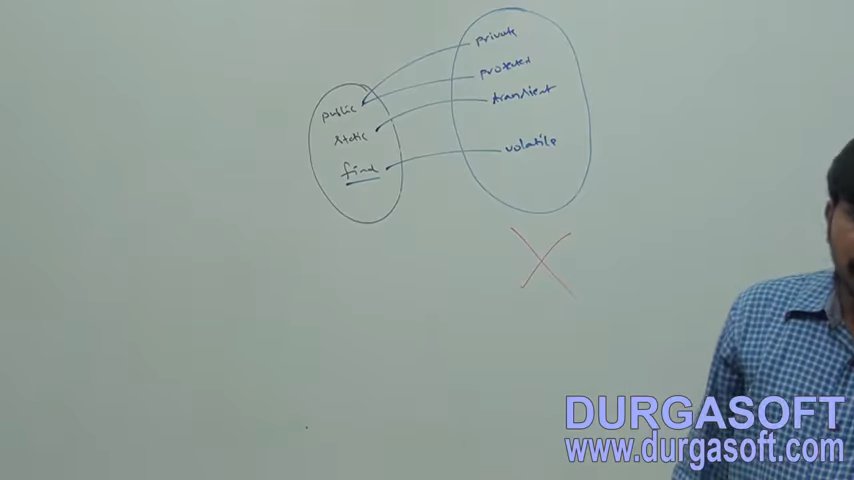 public
static
final
private
protected
transient
volatile
DURGASOFT
www.durgasoft.com